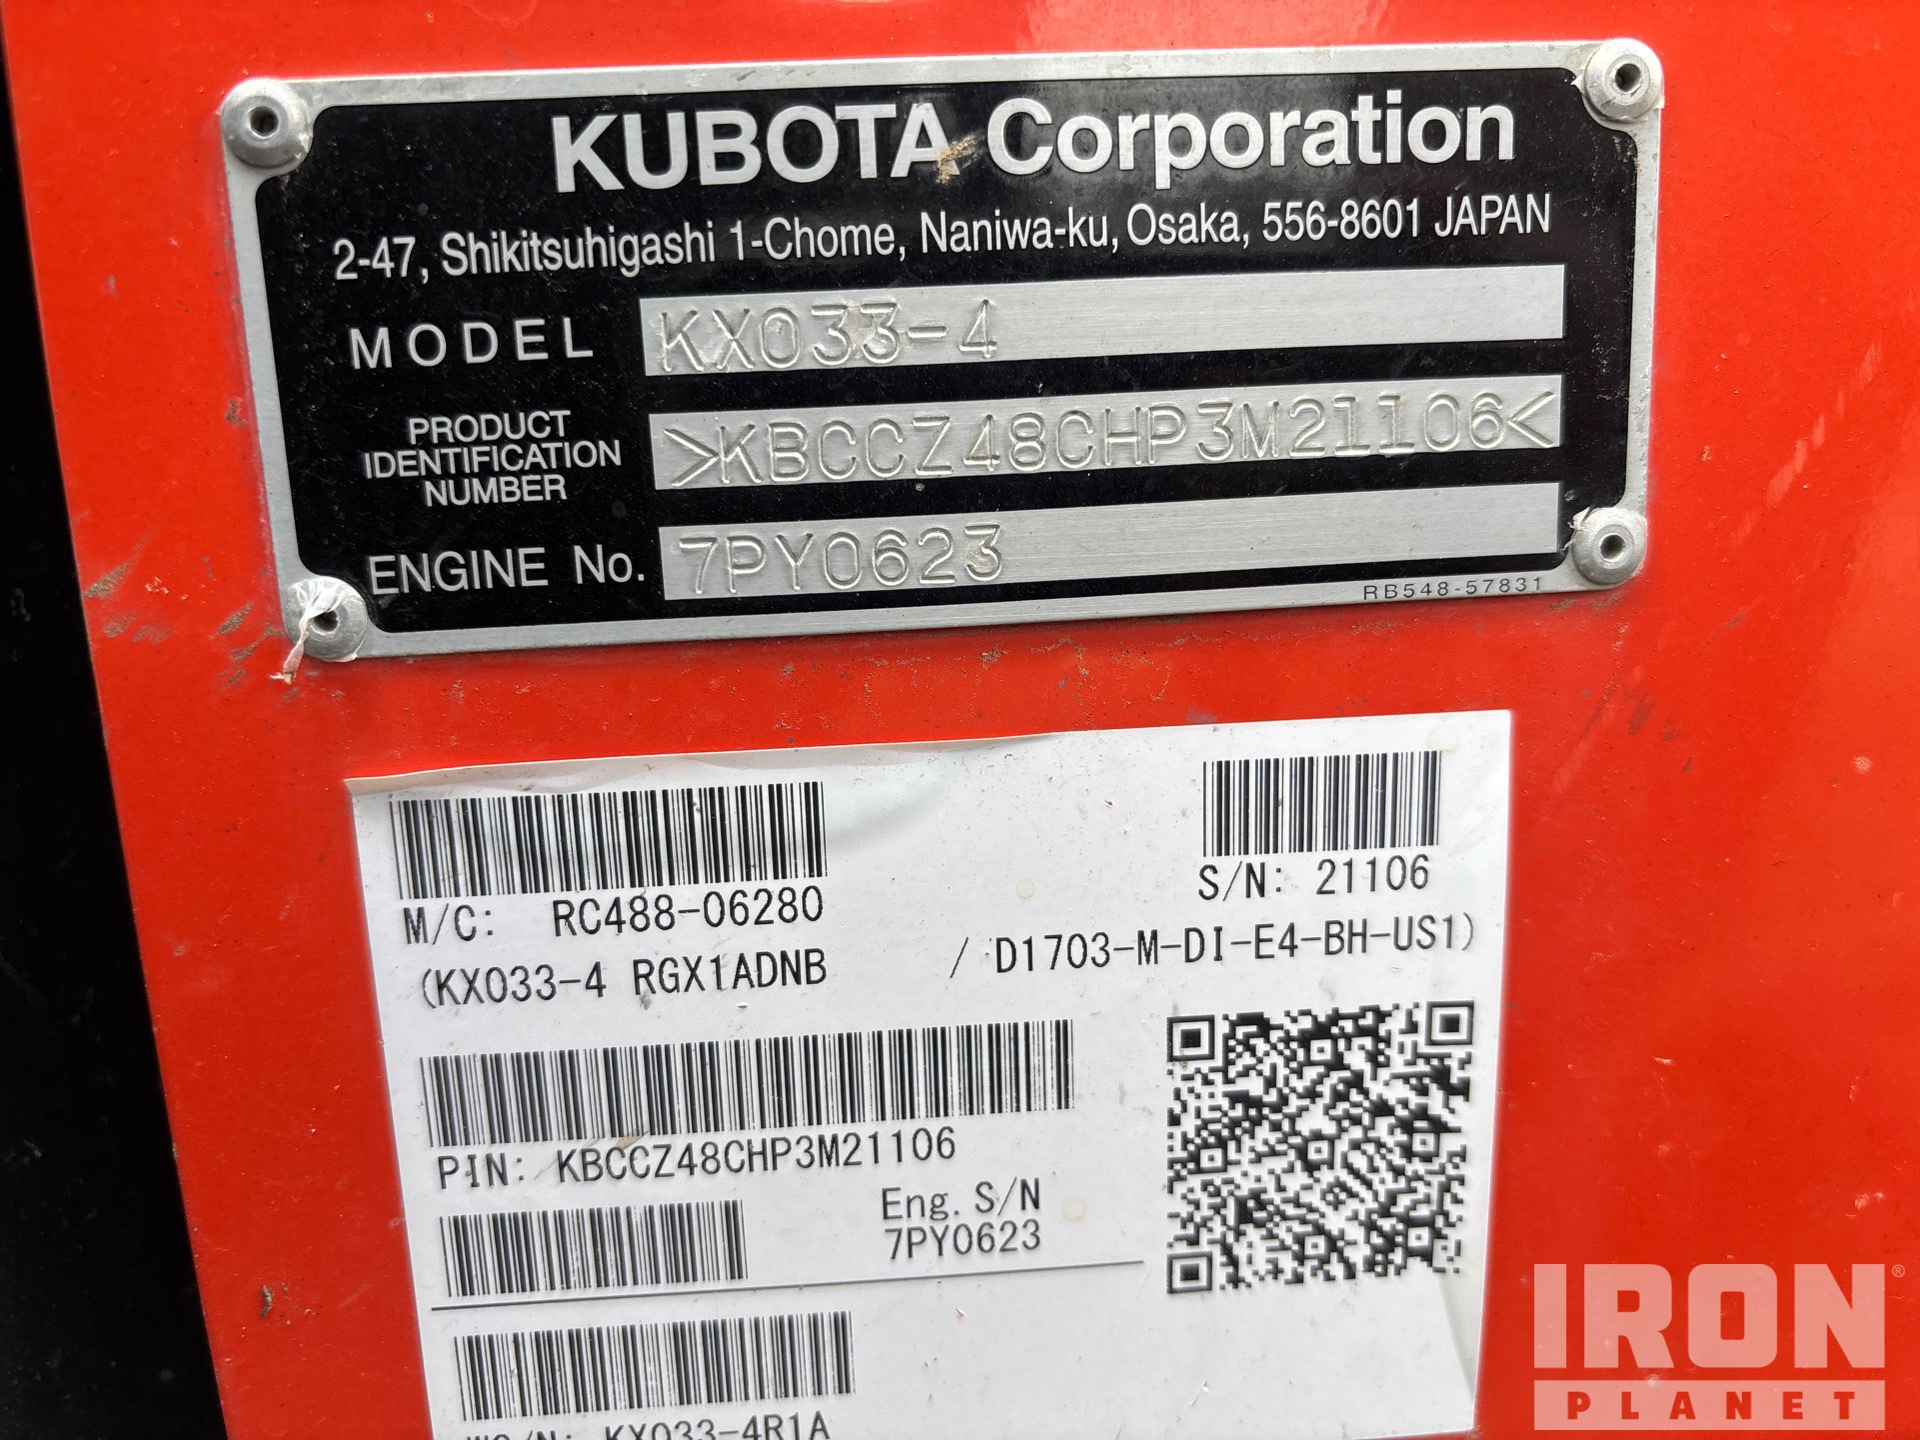 KUBOTA Corporation
2-47, Shikitsuhigashi 1-Chome, Naniwa-ku, Osaka, 556-8601 JAPAN
MODEL KX033-4
PRODUCT IDENTIFICATION NUMBER >KBCCZ48CHP3M21106<
ENGINE No. 7PY0623
RB548-57831
M/C: RC488-06280
S/N: 21106
(KX033-4 RGX1ADNB / D1703-M-DI-E4-BH-US1)
PIN: KBCCZ48CHP3M21106
Eng. S/N
7PY0623
KX033-4R1A
IRON®
PLANET